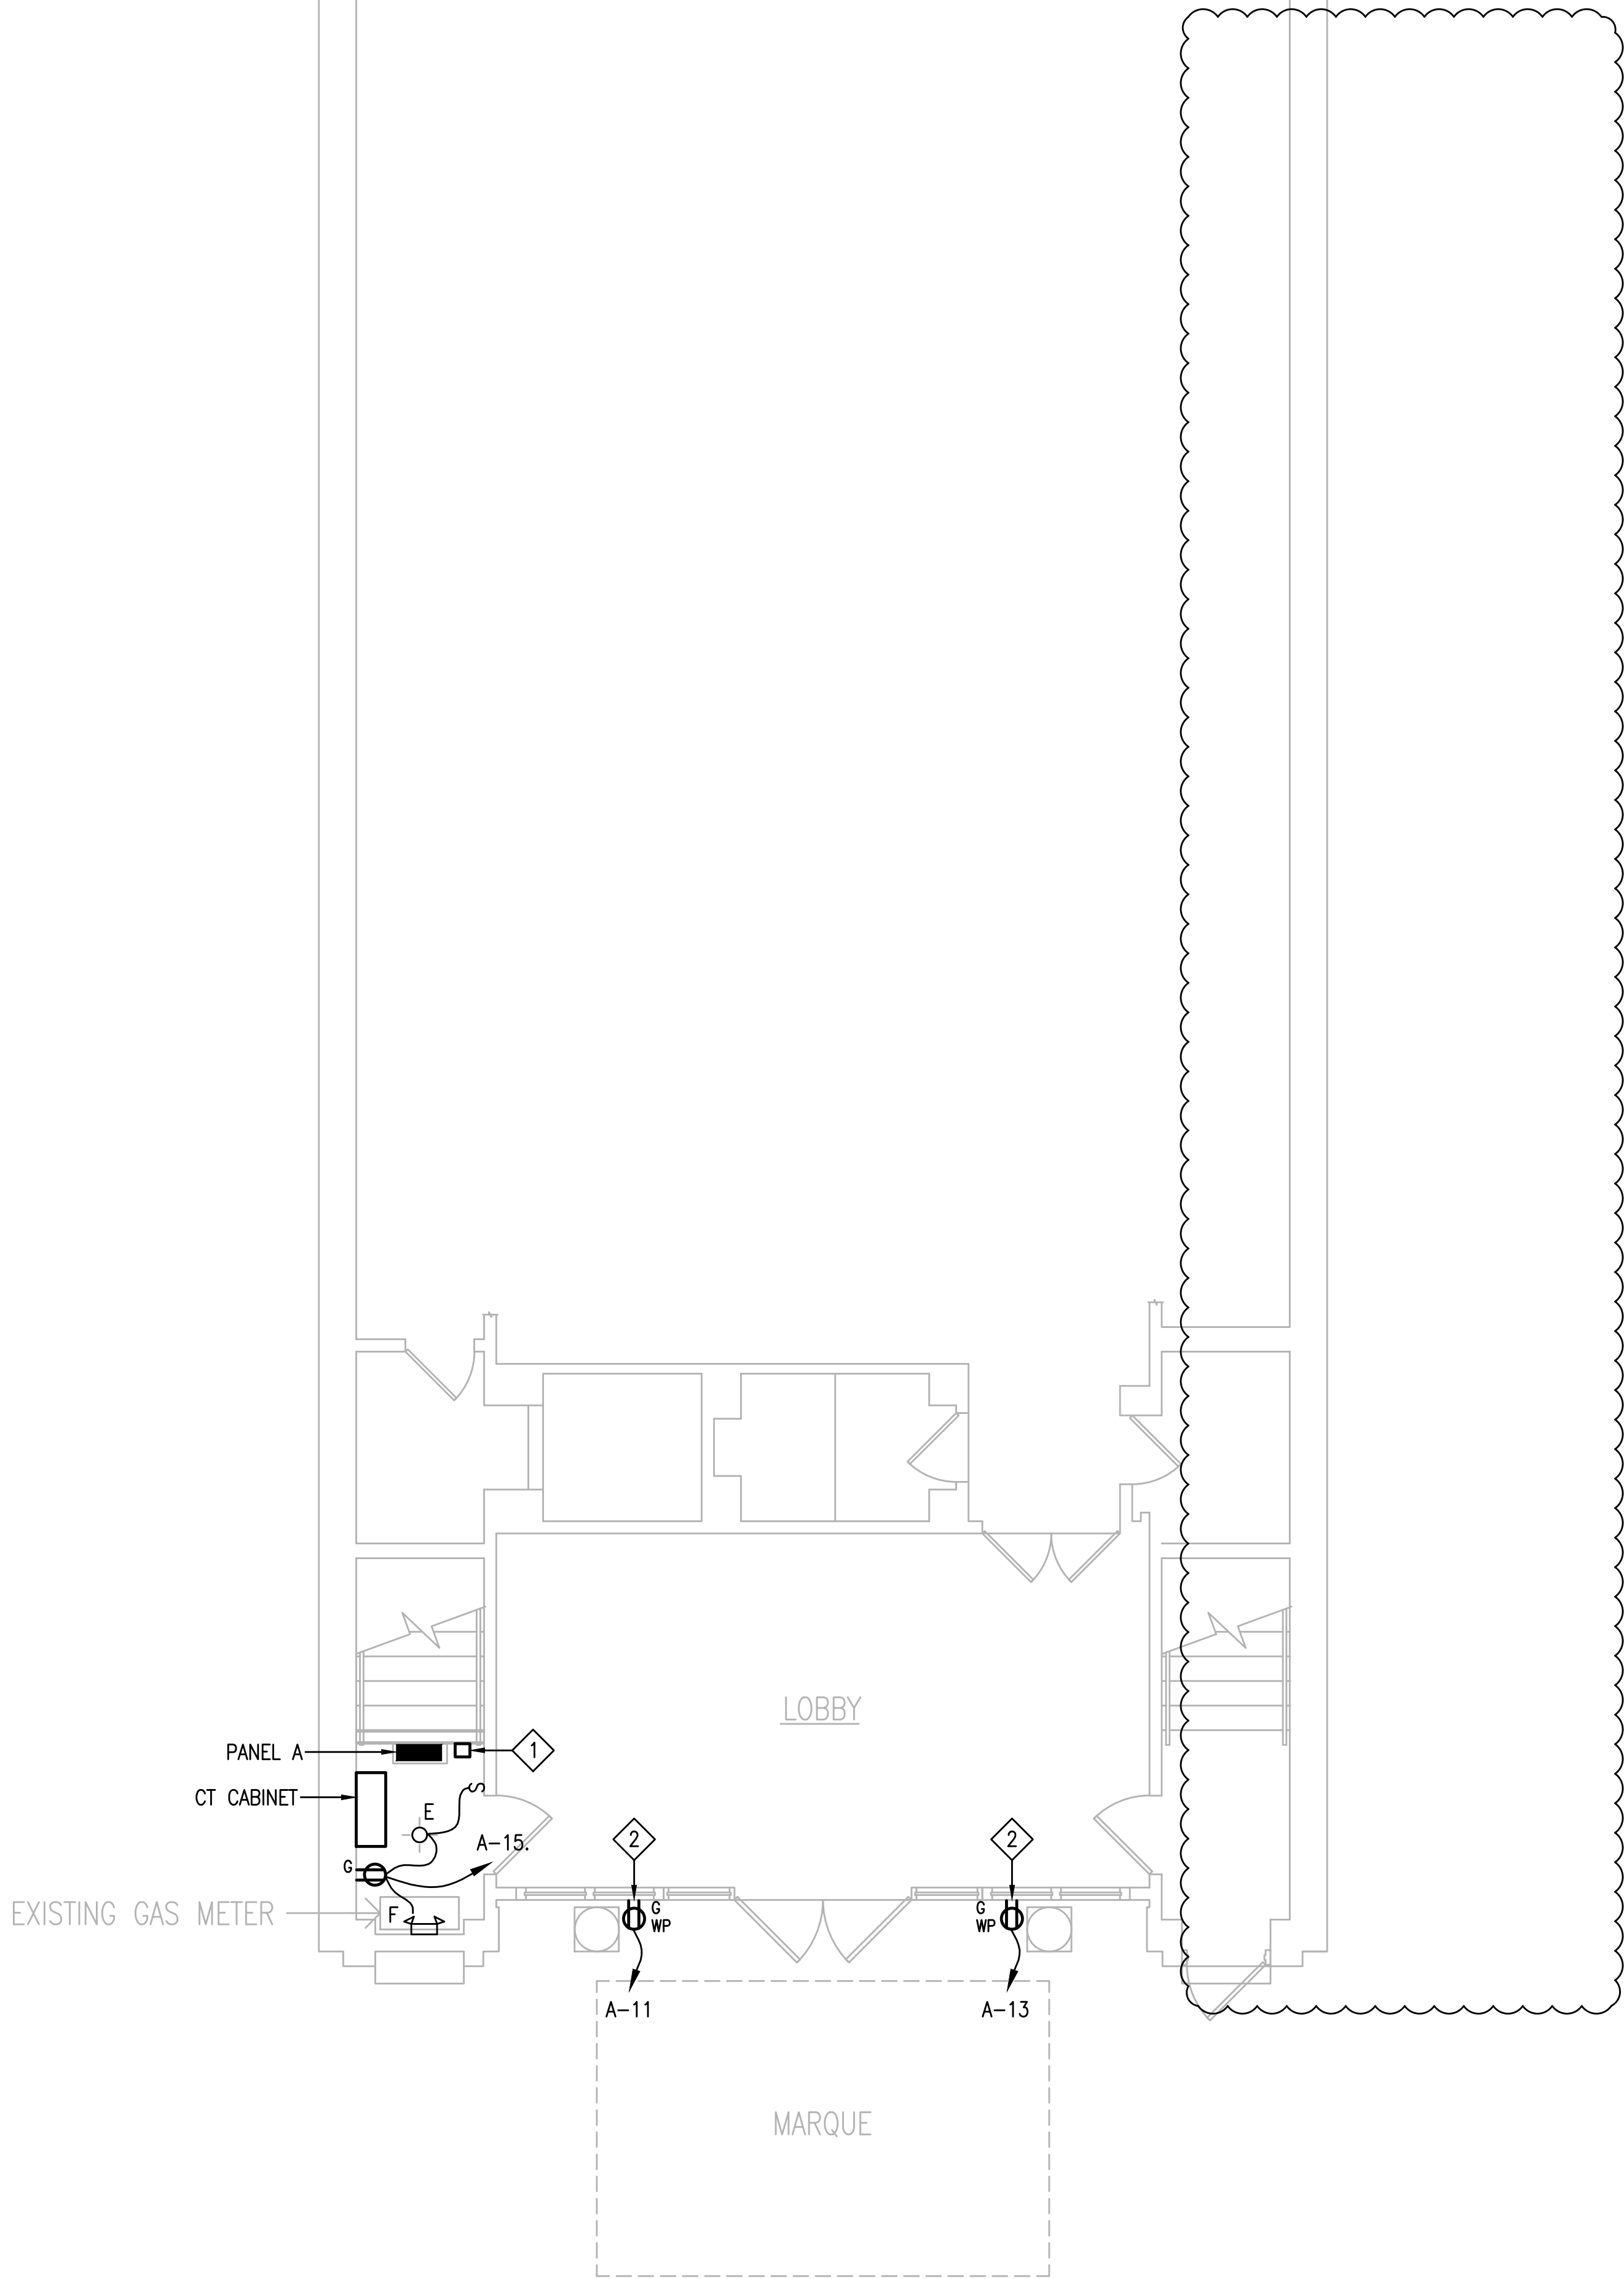 LOBBY
PANEL A
1
CT CABINET
S
E
A-15.
2
2
G
EXISTING GAS METER
F
G
WP
G
WP
A-11
A-13
MARQUE